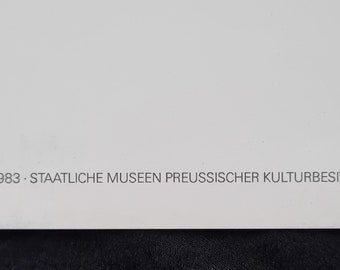 983 · STAATLICHE MUSEEN PREUSSISCHER KULTURBESI